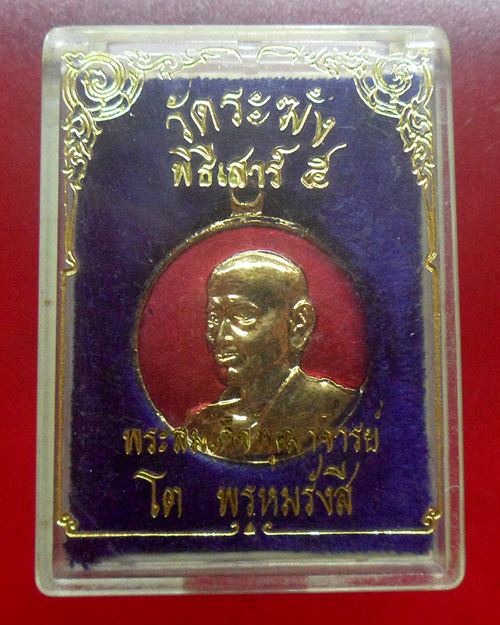 วัดระฆัง
พิธีเสาร์ ๕
พระสมเด็จพุฒาจารย์
โต พรหมรังสี